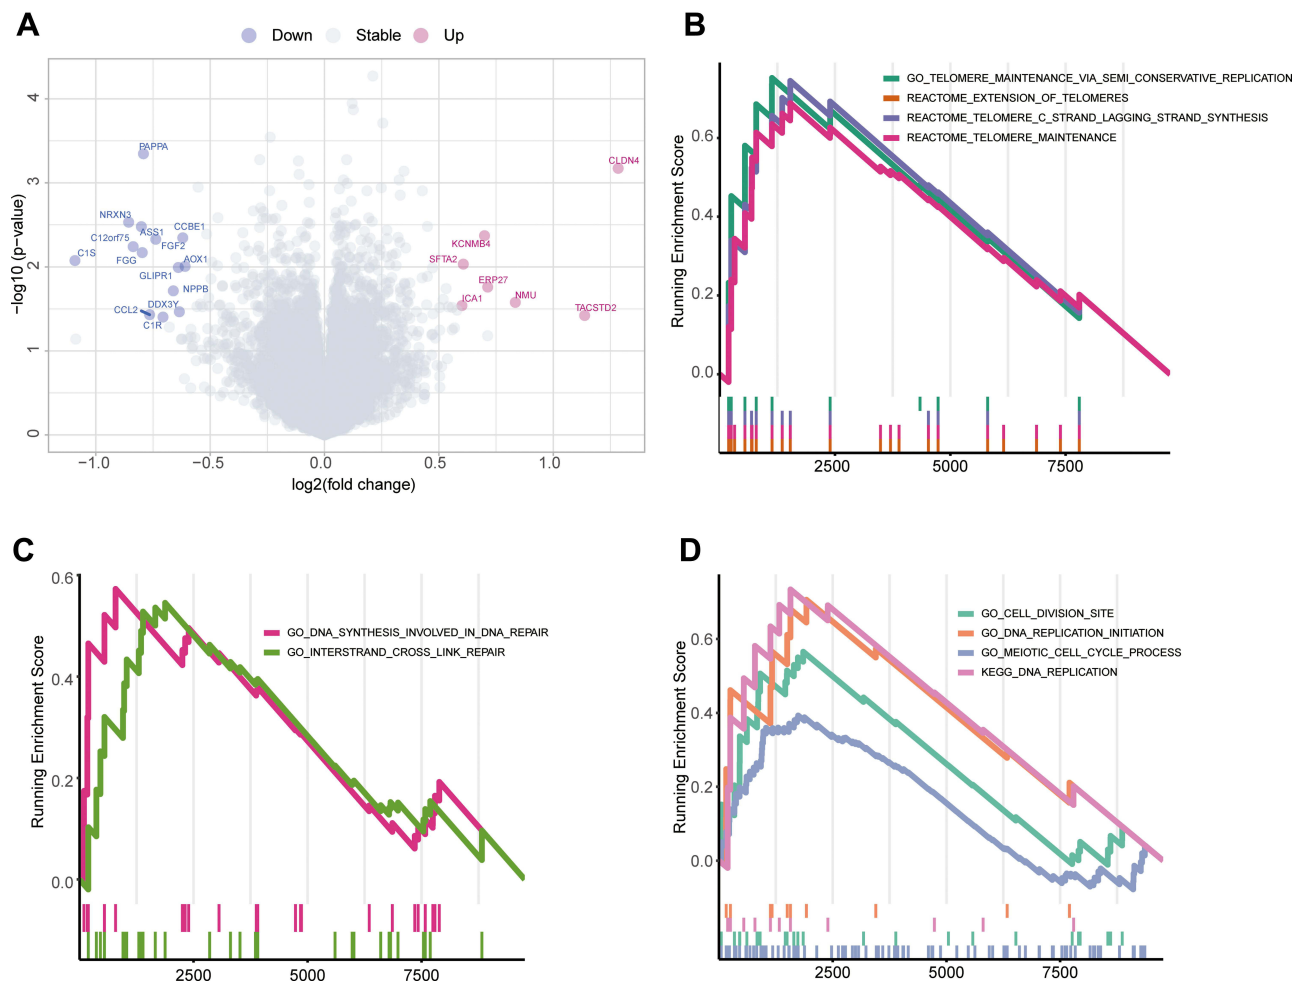 A
Down Stable Up
−log10 (p−value)
4
3
2
1
0
PAPPA
CLDN4
NRXN3
ASS1
CCBE1
C12orf75
FGF2
FGG
C1S
AOX1
GLIPR1
NPPB
DDX3Y
CCL2
C1R
KCNMB4
SFTA2
ERP27
ICA1
NMU
TACSTD2
−1.0 −0.5 0.0 0.5 1.0
log2(fold change)
B
Running Enrichment Score
GO_TELOMERE_MAINTENANCE_VIA_SEMI_CONSERVATIVE_REPLICATION
REACTOME_EXTENSION_OF_TELOMERES
REACTOME_TELOMERE_C_STRAND_LAGGING_STRAND_SYNTHESIS
REACTOME_TELOMERE_MAINTENANCE
0.6
0.4
0.2
0.0
2500 5000 7500
C
Running Enrichment Score
0.6
0.4
0.2
0.0
GO_DNA_SYNTHESIS_INVOLVED_IN_DNA_REPAIR
GO_INTERSTRAND_CROSS_LINK_REPAIR
2500 5000 7500
D
Running Enrichment Score
0.6
0.4
0.2
0.0
GO_CELL_DIVISION_SITE
GO_DNA_REPLICATION_INITIATION
GO_MEIOTIC_CELL_CYCLE_PROCESS
KEGG_DNA_REPLICATION
2500 5000 7500